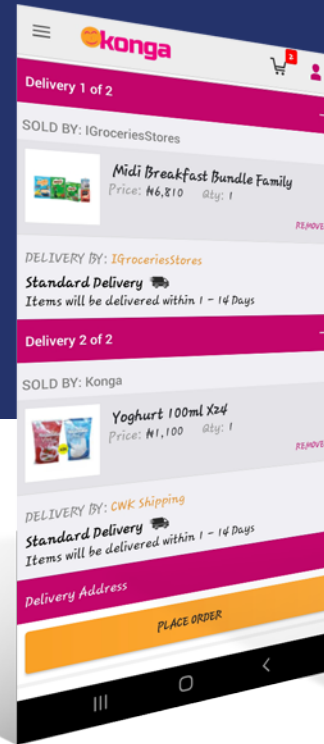 konga
2
Delivery 1 of 2
SOLD BY: IGroceriesStores
Midi Breakfast Bundle Family
Price: ₦6,810 Qty: 1
REMOVE
DELIVERY BY: IGroceriesStores
Standard Delivery
Items will be delivered within 1 - 14 Days
Delivery 2 of 2
SOLD BY: Konga
Yoghurt 100ml X24
Price: ₦1,100 Qty: 1
REMOVE
DELIVERY BY: CWK Shipping
Standard Delivery
Items will be delivered within 1 - 14 Days
Delivery Address
PLACE ORDER